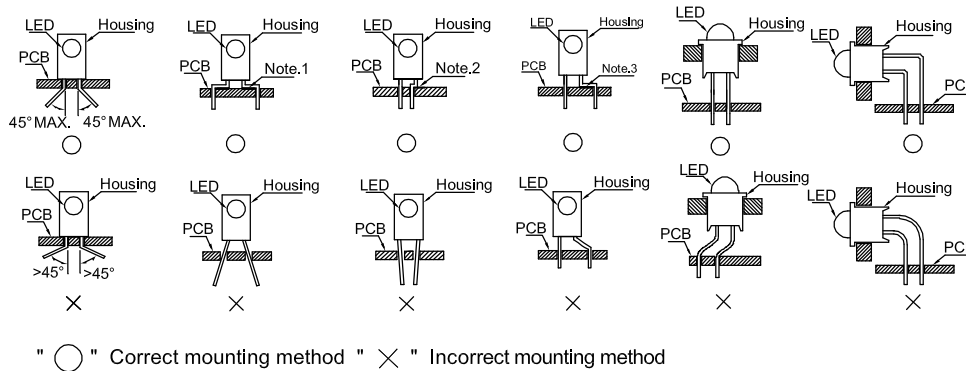 LED Housing LED Housing LED Housing LED Housing LED Housing LED
PCB PCB Note.1 PCB Note.2 PCB Note.3 PCB Housing
PC
45° MAX. 45° MAX.
LED Housing LED Housing LED Housing LED Housing LED Housing LED Housing
PCB PCB PCB PCB PCB PC
>45° >45°
" ◯ " Correct mounting method " ✕ " Incorrect mounting method